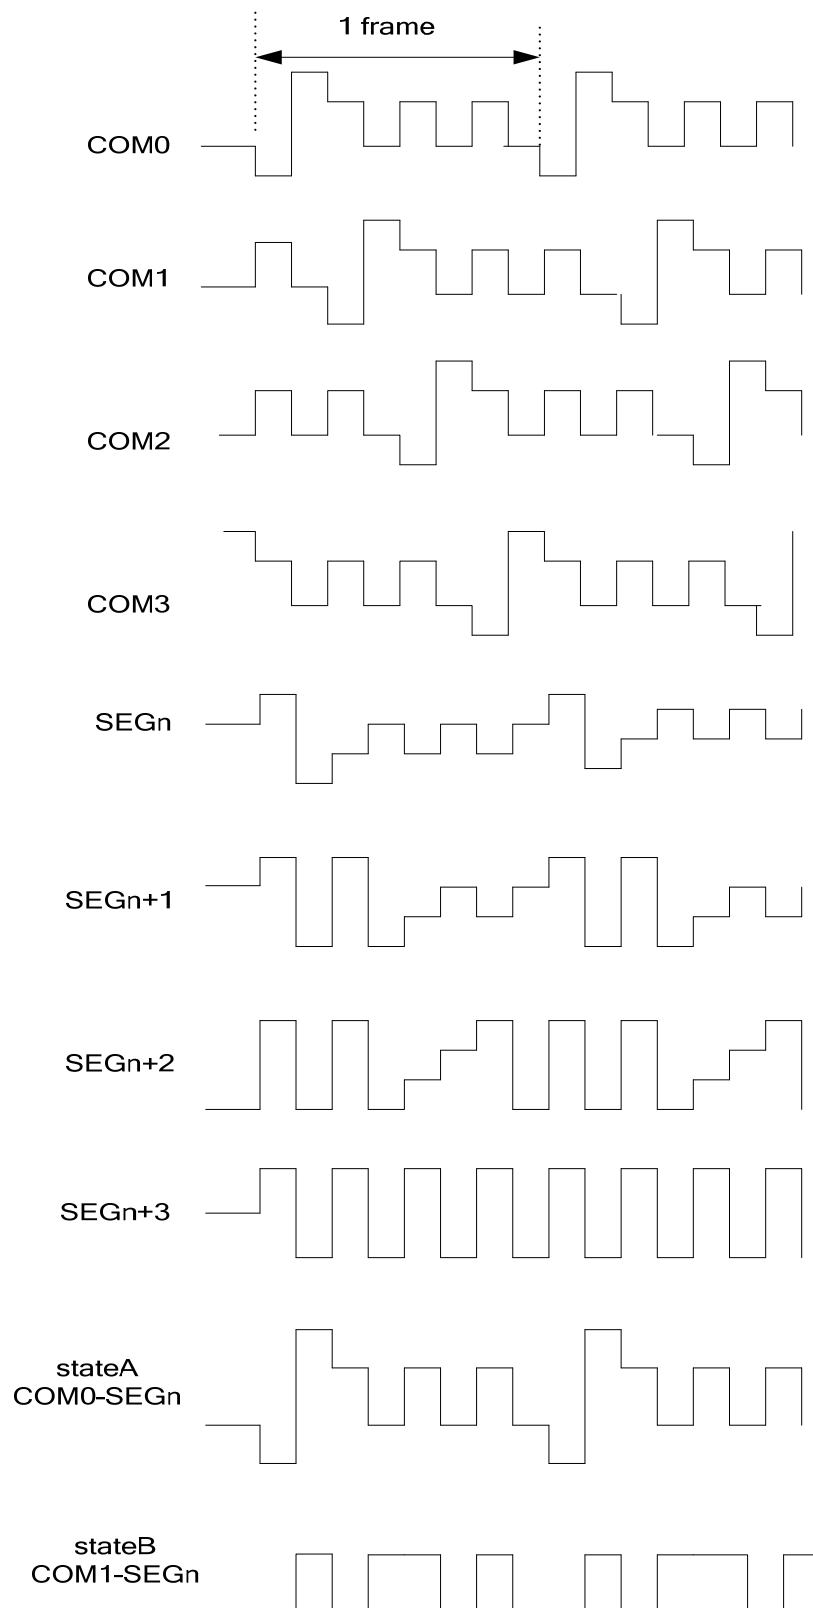 1 frame
COM0
COM1
COM2
COM3
SEGn
SEGn+1
SEGn+2
SEGn+3
stateA
COM0-SEGn
stateB
COM1-SEGn